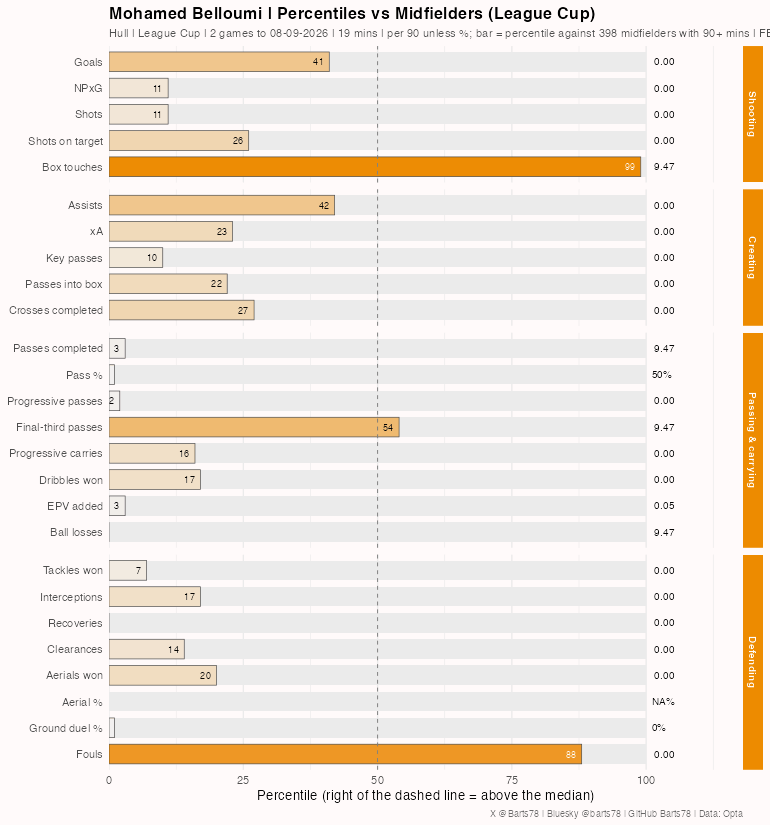 Mohamed Belloumi | Percentiles vs Midfielders (League Cup)
Hull | League Cup | 2 games to 08-09-2026 | 19 mins | per 90 unless %; bar = percentile against 398 midfielders with 90+ mins |
Goals 41 0.00
NPxG 11 0.00
Shots 11 0.00
Shots on target 26 0.00
Box touches 99 9.47
Shooting
Assists 42 0.00
xA 23 0.00
Key passes 10 0.00
Passes into box 22 0.00
Crosses completed 27 0.00
Creating
Passes completed 3 9.47
Pass % 50%
Progressive passes 2 0.00
Final-third passes 54 9.47
Progressive carries 16 0.00
Dribbles won 17 0.00
EPV added 3 0.05
Ball losses 9.47
Passing & carrying
Tackles won 7 0.00
Interceptions 17 0.00
Recoveries 0.00
Clearances 14 0.00
Aerials won 20 0.00
Aerial % NA%
Ground duel % 0%
Fouls 88 0.00
Defending
0 25 50 75 100
Percentile (right of the dashed line = above the median)
X @Barts78 | Bluesky @barts78 | GitHub Barts78 | Data: Opta